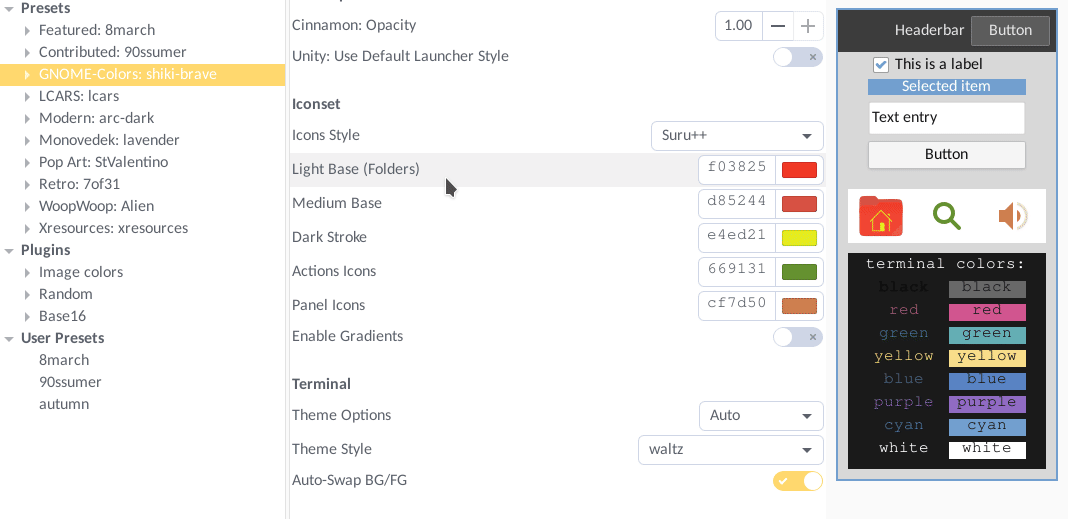 Presets
Featured: 8march
Contributed: 90ssumer
GNOME-Colors: shiki-brave
LCARS: lcars
Modern: arc-dark
Monovedek: lavender
Pop Art: StValentino
Retro: 7of31
WoopWoop: Alien
Xresources: xresources
Plugins
Image colors
Random
Base16
User Presets
8march
90ssumer
autumn
Cinnamon: Opacity 1.00
Unity: Use Default Launcher Style
Iconset
Icons Style Suru++
Light Base (Folders) f03825
Medium Base d85244
Dark Stroke e4ed21
Actions Icons 669131
Panel Icons cf7d50
Enable Gradients
Terminal
Theme Options Auto
Theme Style waltz
Auto-Swap BG/FG
Headerbar Button
This is a label
Selected item
Text entry
Button
terminal colors:
black black
red red
green green
yellow yellow
blue blue
purple purple
cyan cyan
white white